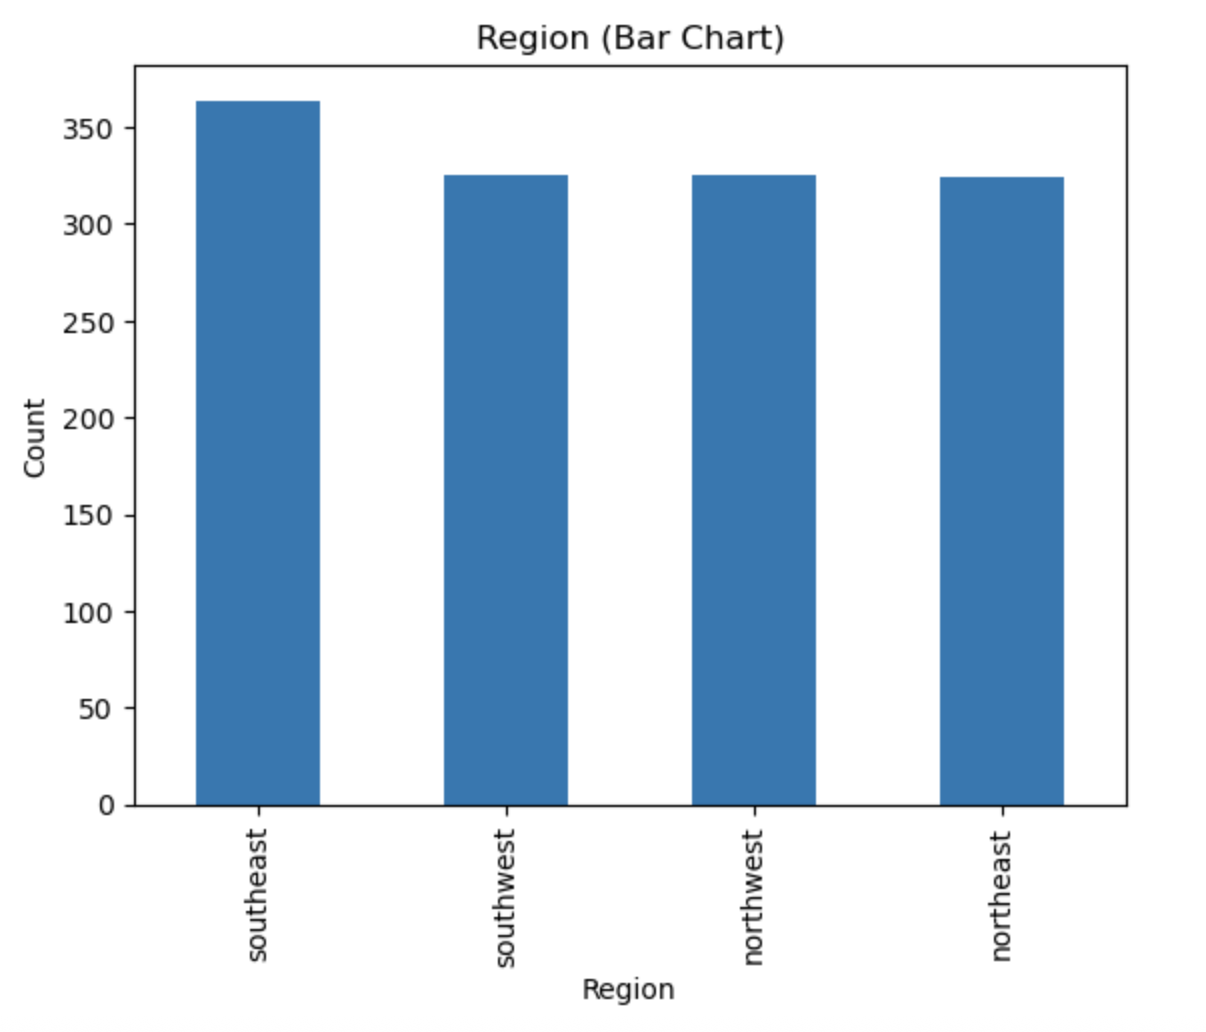 Region (Bar Chart)
Count
350
300
250
200
150
100
50
0
southeast
southwest
northwest
northeast
Region